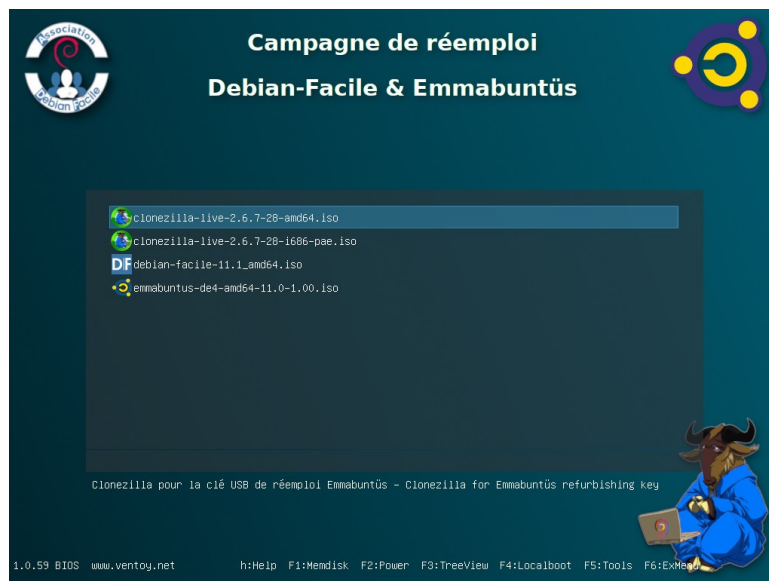 Association
Debian Facile
Campagne de réemploi
Debian-Facile & Emmabuntüs
clonezilla-live-2.6.7-28-amd64.iso
clonezilla-live-2.6.7-28-i686-pae.iso
DF debian-facile-11.1_amd64.iso
emmabuntus-de4-amd64-11.0-1.00.iso
Clonezilla pour la clé USB de réemploi Emmabuntüs - Clonezilla for Emmabuntüs refurbishing key
1.0.59 BIOS www.ventoy.net h:Help F1:Memdisk F2:Power F3:TreeView F4:Localboot F5:Tools F6:ExMenu